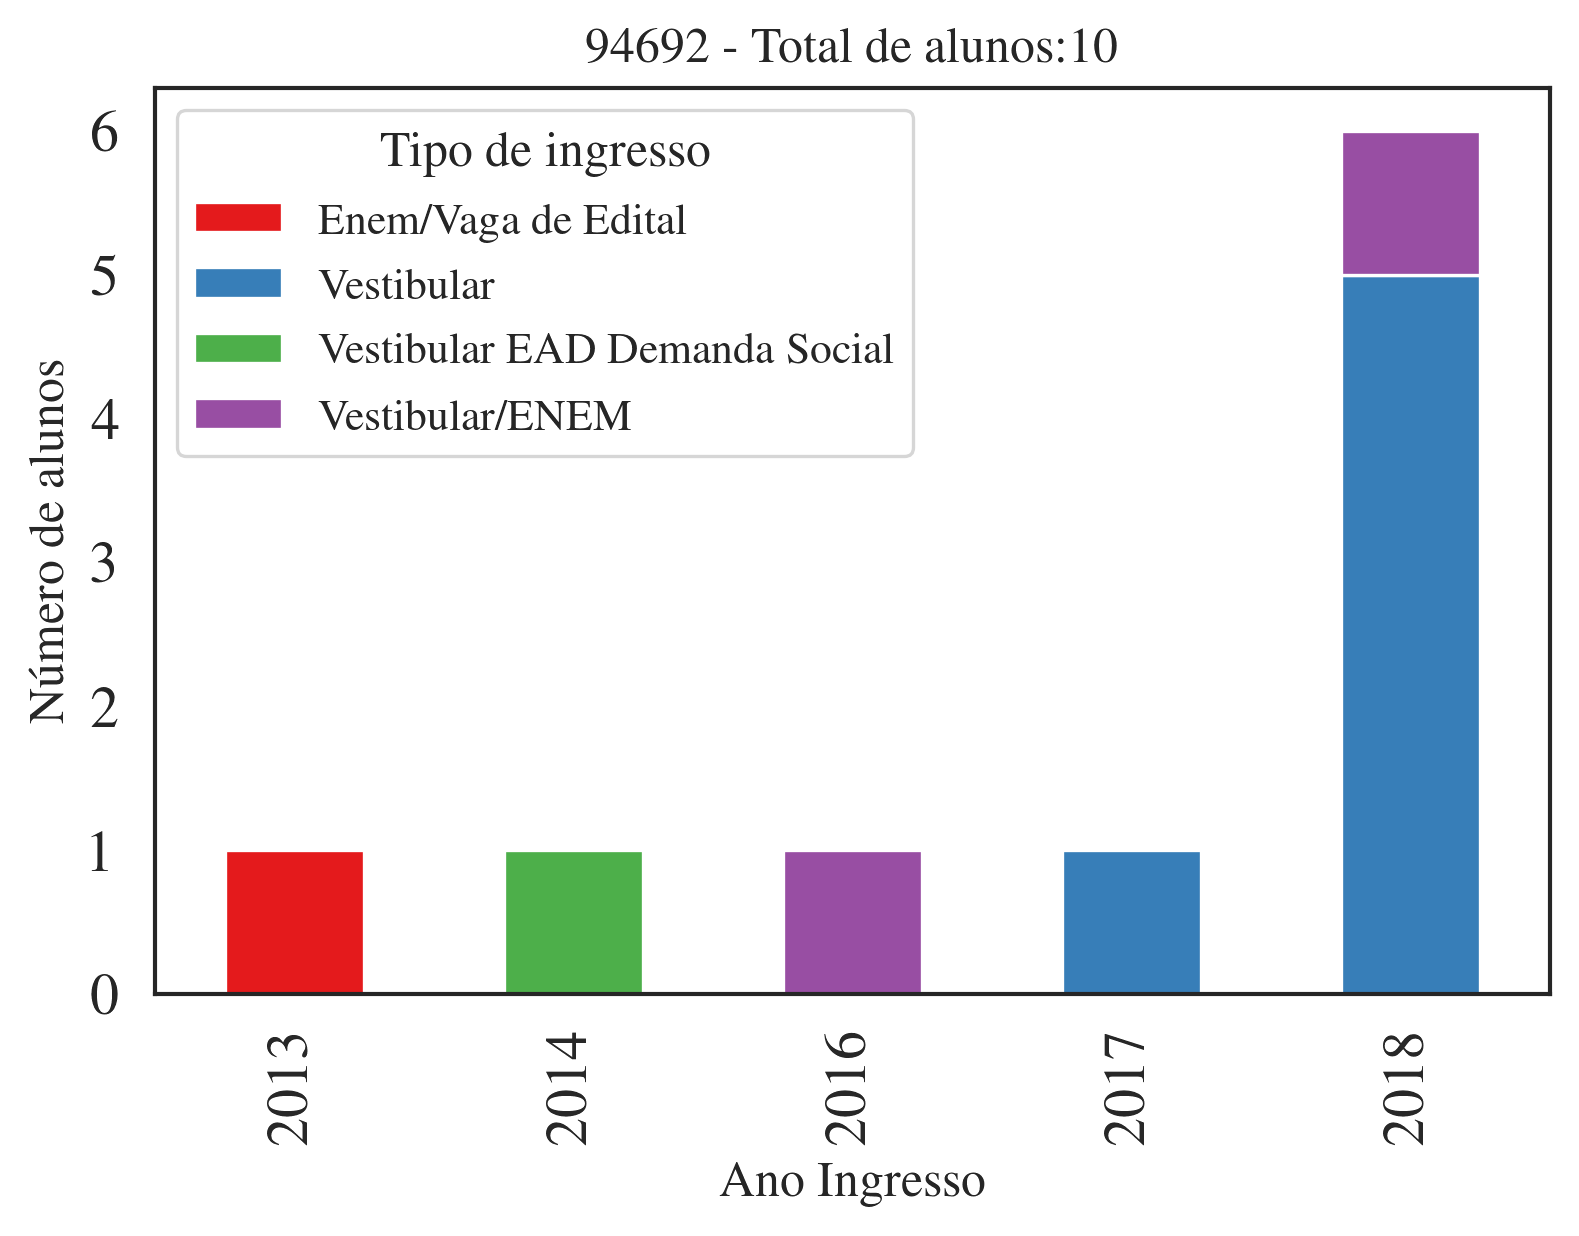 94692 - Total de alunos:10
Tipo de ingresso
Enem/Vaga de Edital
Vestibular
Vestibular EAD Demanda Social
Vestibular/ENEM
Número de alunos
6
5
4
3
2
1
0
2013
2014
2016
2017
2018
Ano Ingresso